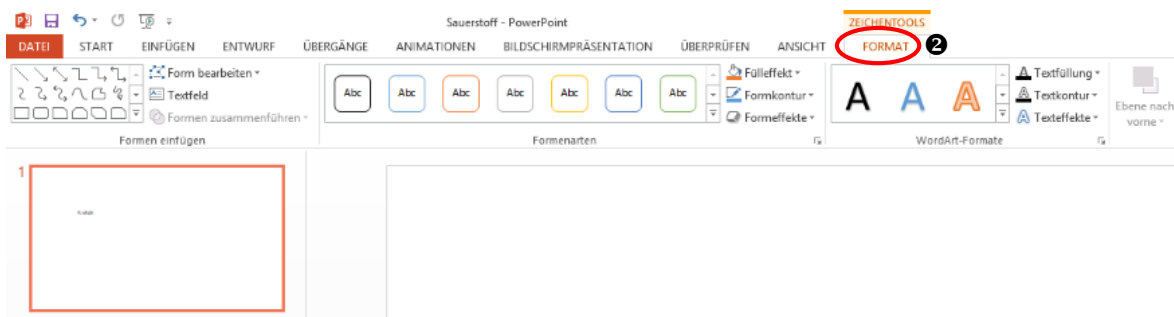 Sauerstoff - PowerPoint
ZEICHENTOOLS
DATEI START EINFÜGEN ENTWURF ÜBERGÄNGE ANIMATIONEN BILDSCHIRMPRÄSENTATION ÜBERPRÜFEN ANSICHT FORMAT ❷
Form bearbeiten
Textfeld
Formen zusammenführen
Formen einfügen
Abc Abc Abc Abc Abc Abc Abc
Fülleffekt
Formkontur
Formeffekte
Formenarten
A A A
Textfüllung
Textkontur
Texteffekte
WordArt-Formate
Ebene nach
vorne
1